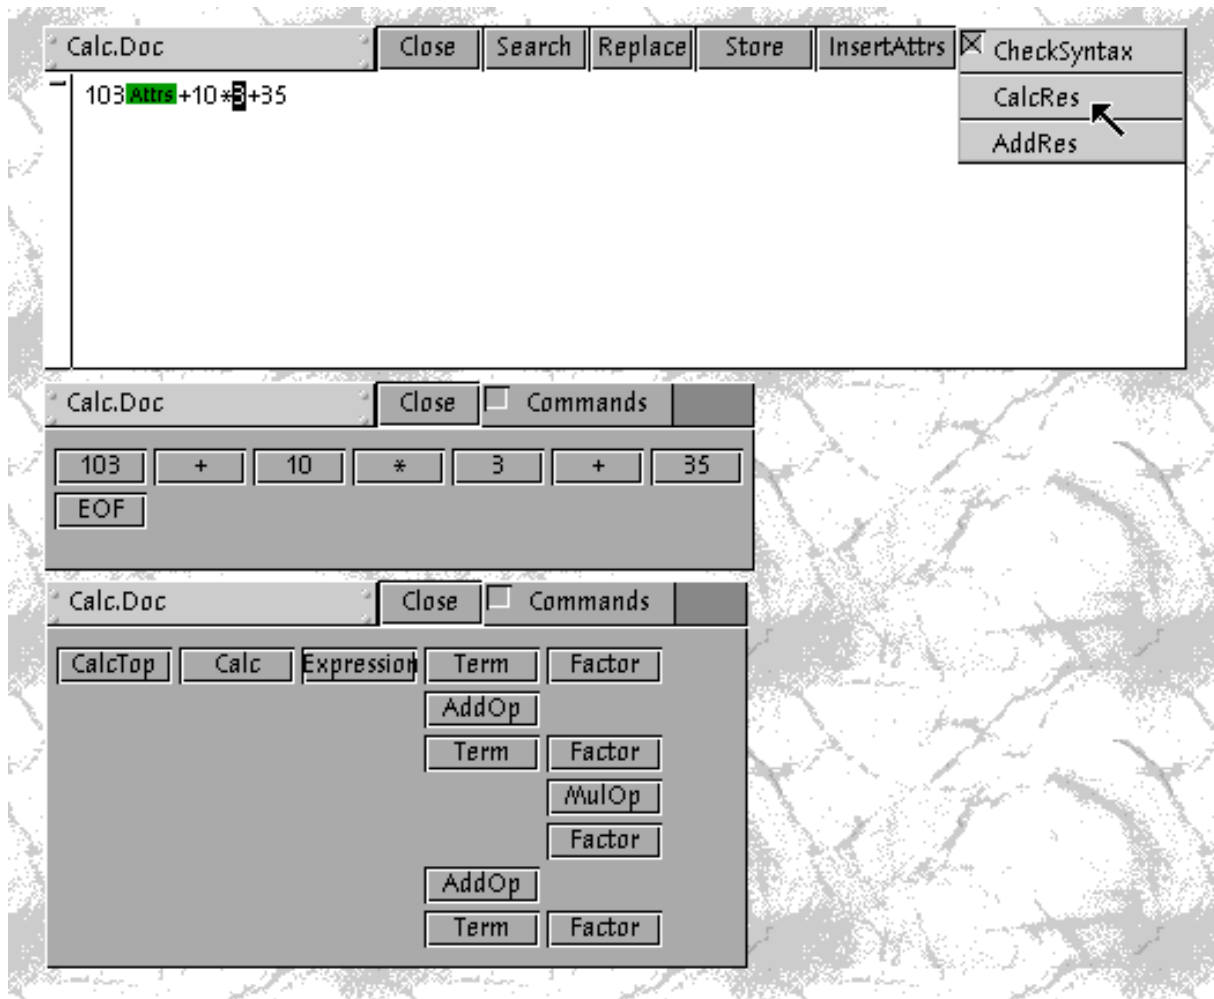 Calc.Doc Close Search Replace Store InsertAttrs CheckSyntax
103Attrs+10*3+35
CalcRes
AddRes
Calc.Doc Close Commands
103 + 10 * 3 + 35
EOF
Calc.Doc Close Commands
CalcTop Calc Expression Term Factor
AddOp
Term Factor
MulOp
Factor
AddOp
Term Factor